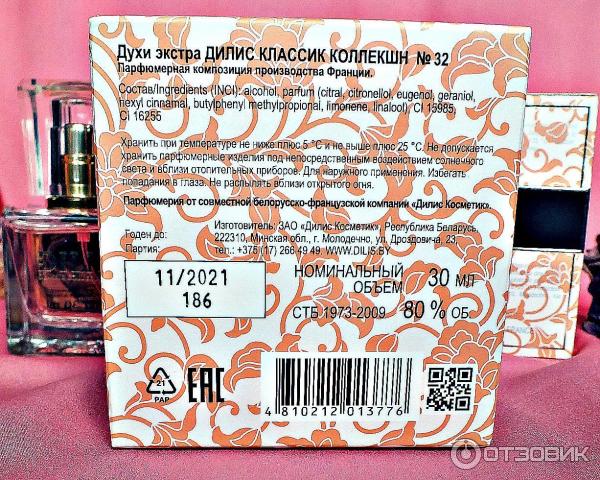 Духи экстра ДИЛИС КЛАССИК КОЛЛЕКШН № 32
Парфюмерная композиция производства Франции.
Состав/Ingredients (INCI): alcohol, parfum (citral, citronellol, eugenol, geraniol,
hexyl cinnamal, butylphenyl methylpropional, limonene, linalool), CI 15985,
CI 16255
Хранить при температуре не ниже плюс 5 °C и не выше плюс 25 °C. Не допускается
хранить парфюмерные изделия под непосредственным воздействием солнечного
света и вблизи отопительных приборов. Для наружного применения. Избегать
попадания в глаза. Не распылять вблизи открытого огня.
Парфюмерия от совместной белорусско-французской компании «Дилис Косметик».
Изготовитель: ЗАО «Дилис Косметик», Республика Беларусь
222310, Минская обл., г. Молодечно, ул. Дроздовича, 23,
тел.: +375 (17) 266 49 49, WWW.DILIS.BY
Годен до:
Партия:
11/2021
186
НОМИНАЛЬНЫЙ ОБЪЕМ 30 МЛ
СТБ 1973-2009 80 % ОБ
21
PAP
EAC
4 810212 013776
ОТЗОВИК